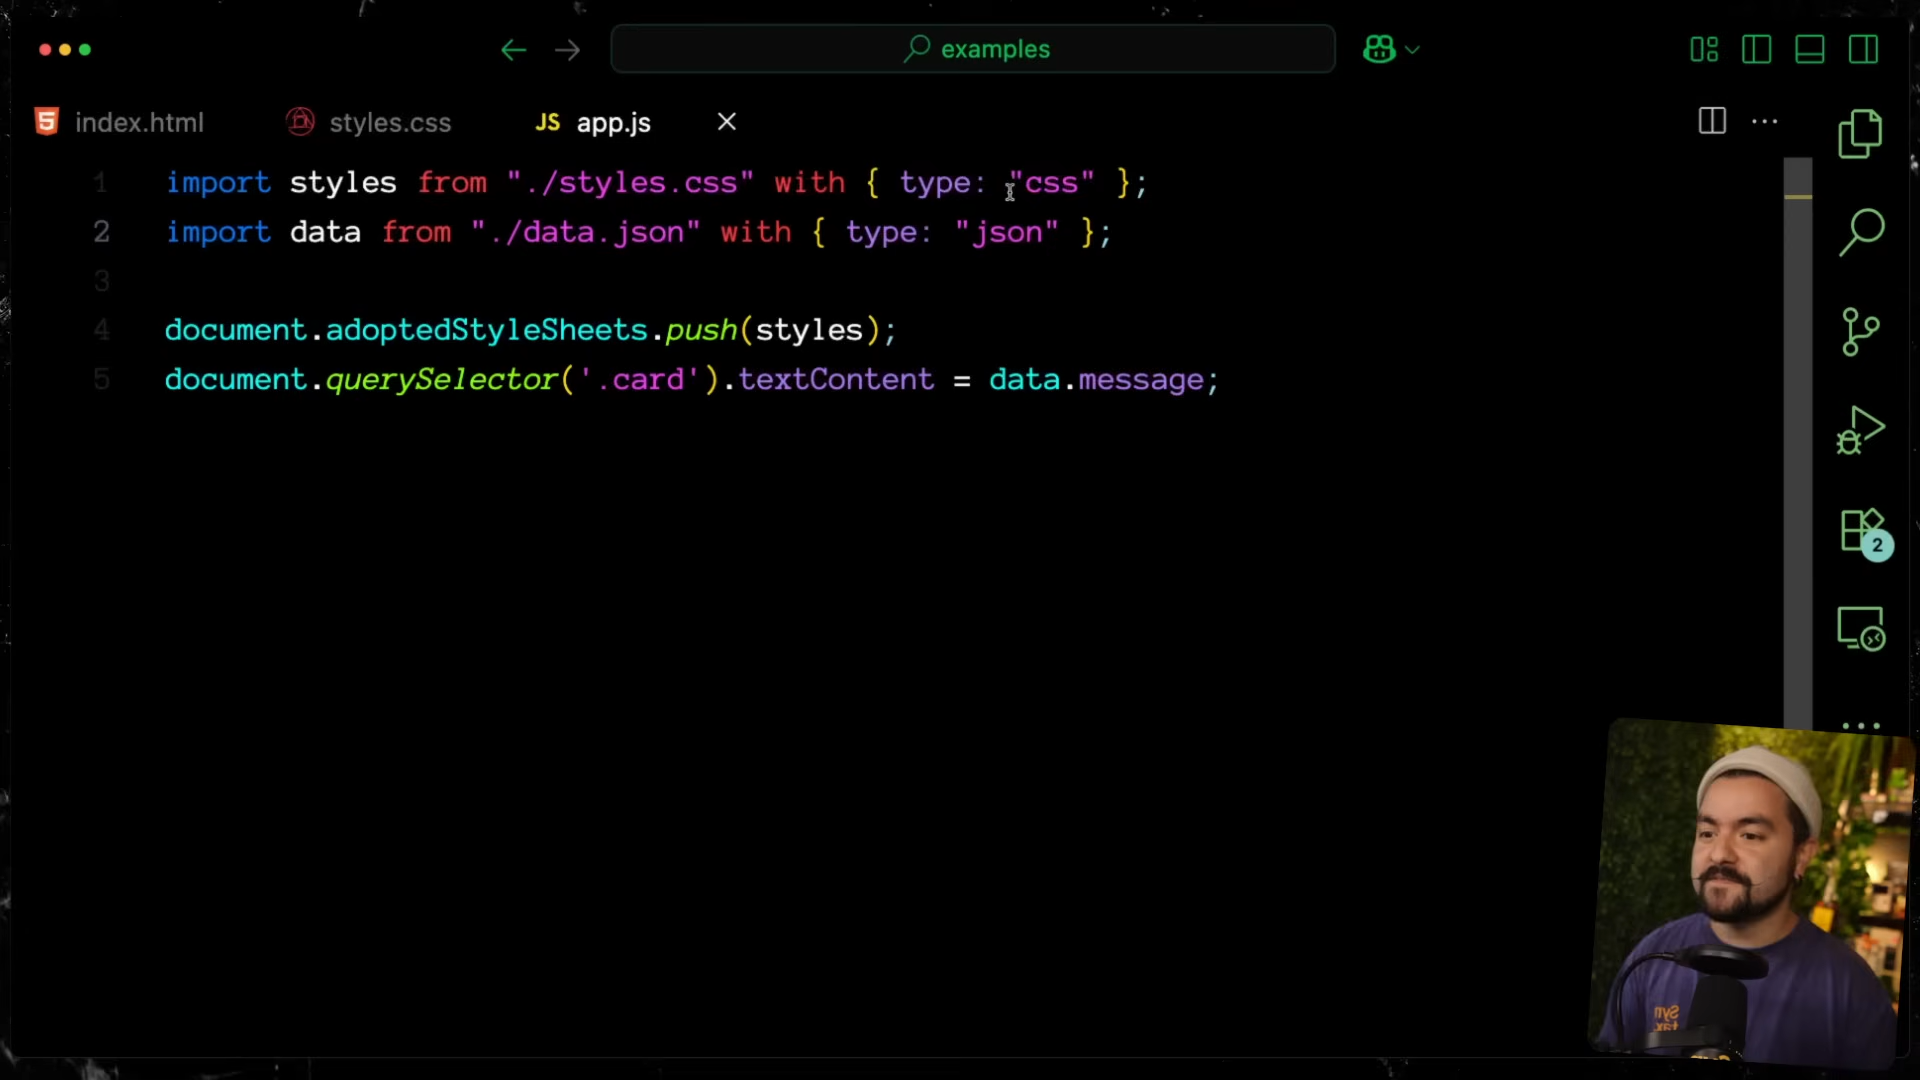 examples
index.html
styles.css
JS app.js
1 import styles from "./styles.css" with { type: "css" };
2 import data from "./data.json" with { type: "json" };
3
4 document.adoptedStyleSheets.push(styles);
5 document.querySelector('.card').textContent = data.message;
2
Syn
tax